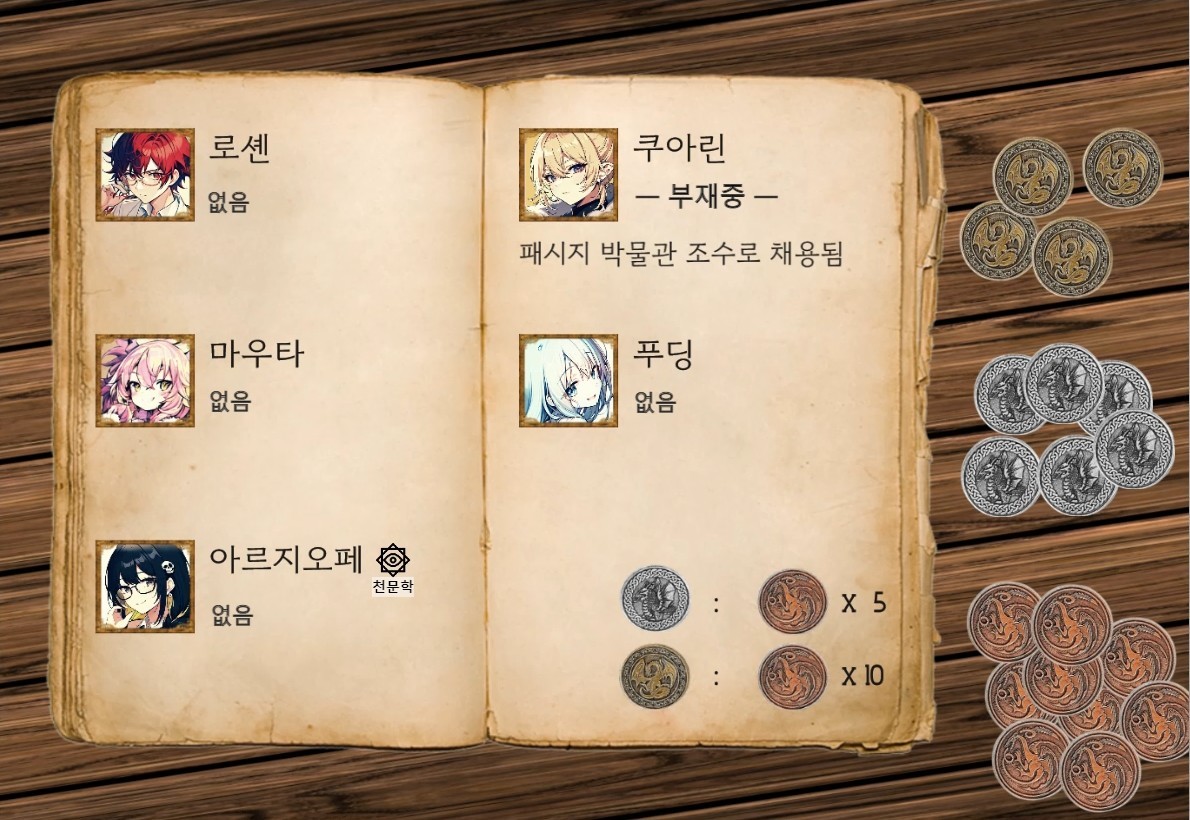 로셴
없음
마우타
없음
아르지오페
천문학
없음
쿠아린
— 부재중 —
패시지 박물관 조수로 채용됨
푸딩
없음
: X 5
: X 10